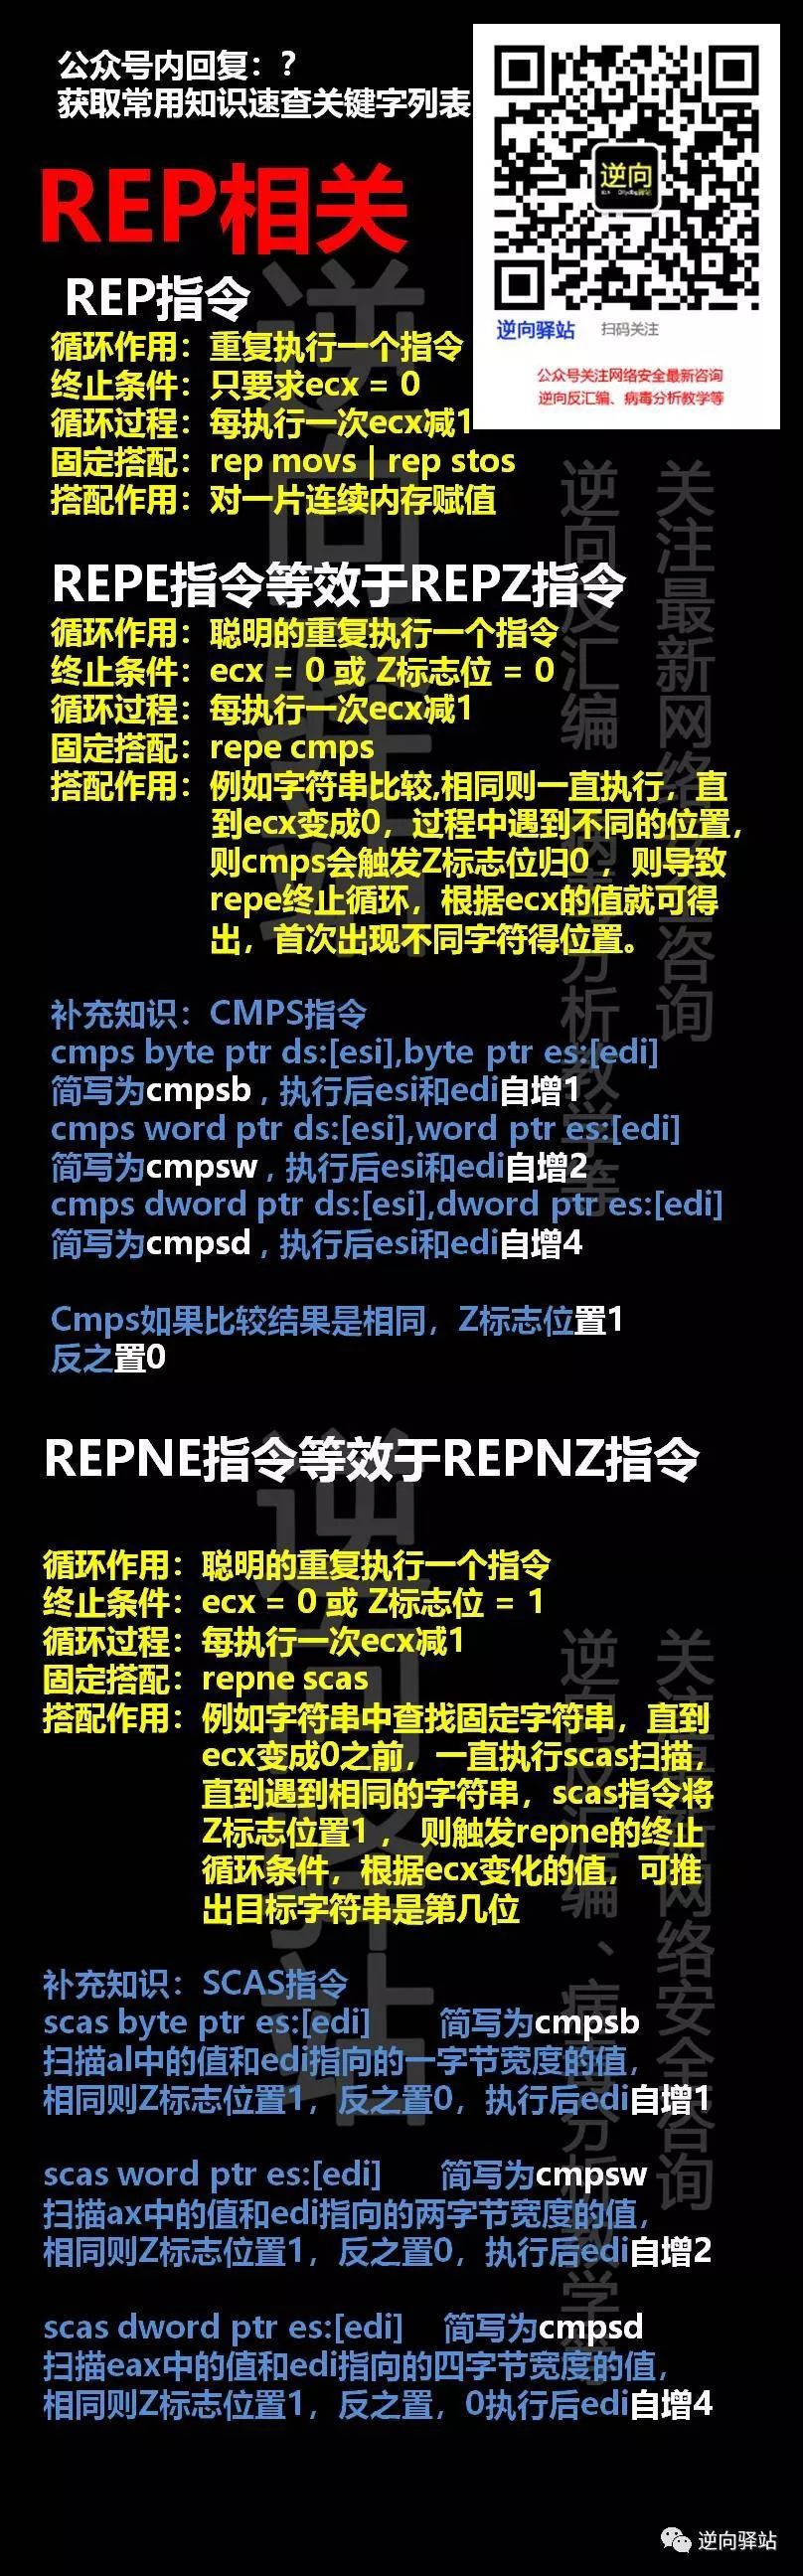 公众号内回复：?
获取常用知识速查关键字列表
逆向
逆向驿站 扫码关注
公众号关注网络安全最新咨询
逆向反汇编、病毒分析教学等
REP相关
REP指令
循环作用：重复执行一个指令
终止条件：只要求ecx = 0
循环过程：每执行一次ecx减1
固定搭配：rep movs | rep stos
搭配作用：对一片连续内存赋值
REPE指令等效于REPZ指令
循环作用：聪明的重复执行一个指令
终止条件：ecx = 0 或 Z标志位 = 0
循环过程：每执行一次ecx减1
固定搭配：repe cmps
搭配作用：例如字符串比较,相同则一直执行，直
到ecx变成0，过程中遇到不同的位置，
则cmps会触发Z标志位归0 ，则导致
repe终止循环，根据ecx的值就可得
出，首次出现不同字符得位置。
补充知识：CMPS指令
cmps byte ptr ds:[esi],byte ptr es:[edi]
简写为cmpsb , 执行后esi和edi自增1
cmps word ptr ds:[esi],word ptr es:[edi]
简写为cmpsw , 执行后esi和edi自增2
cmps dword ptr ds:[esi],dword ptr es:[edi]
简写为cmpsd , 执行后esi和edi自增4
Cmps如果比较结果是相同，Z标志位置1
反之置0
REPNE指令等效于REPNZ指令
循环作用：聪明的重复执行一个指令
终止条件：ecx = 0 或 Z标志位 = 1
循环过程：每执行一次ecx减1
固定搭配：repne scas
搭配作用：例如字符串中查找固定字符串，直到
ecx变成0之前，一直执行scas扫描，
直到遇到相同的字符串，scas指令将
Z标志位置1 ， 则触发repne的终止
循环条件，根据ecx变化的值，可推
出目标字符串是第几位
补充知识：SCAS指令
scas byte ptr es:[edi] 简写为cmpsb
扫描al中的值和edi指向的一字节宽度的值，
相同则Z标志位置1，反之置0，执行后edi自增1
scas word ptr es:[edi] 简写为cmpsw
扫描ax中的值和edi指向的两字节宽度的值，
相同则Z标志位置1，反之置0，执行后edi自增2
scas dword ptr es:[edi] 简写为cmpsd
扫描eax中的值和edi指向的四字节宽度的值，
相同则Z标志位置1，反之置，0执行后edi自增4
逆向驿站
逆向驿站
关注最新网络安全咨询
逆向反汇编、病毒分析教学等
逆向驿站
关注最新网络安全咨询
逆向反汇编、病毒分析教学等